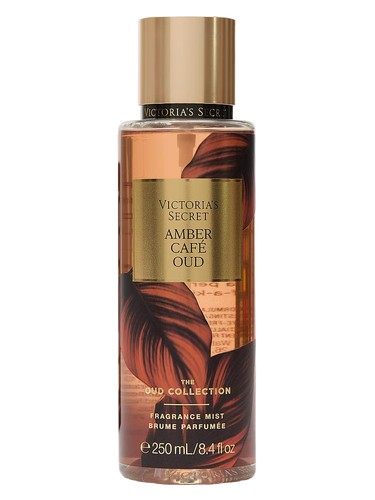 VICTORIA'S SECRET
VICTORIA'S
SECRET
AMBER
CAFÉ
OUD
THE
OUD COLLECTION
FRAGRANCE MIST
BRUME PARFUMÉE
℮ 250 mL/8.4 fl oz